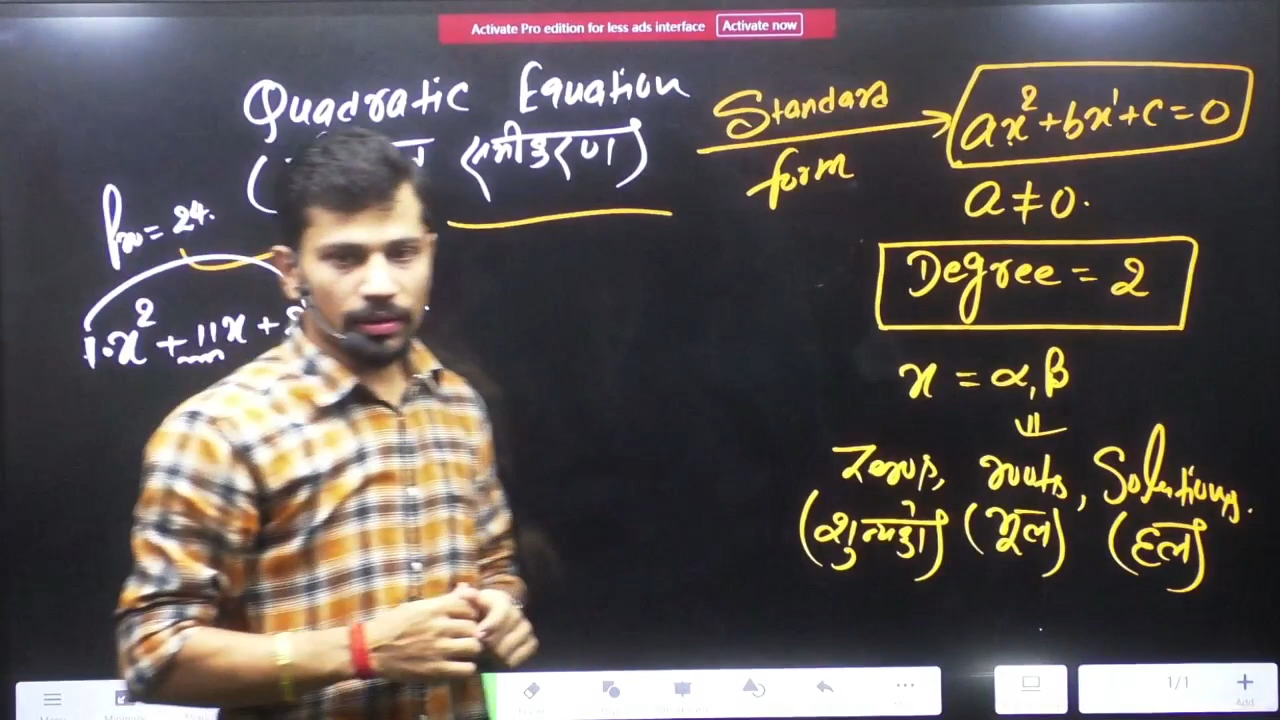 Activate Pro edition for less ads interface Activate now
Quadratic Equation
समीकरण)
Standard form → ax² + bx¹ + c = 0
a ≠ 0.
Pro = 24.
1·x² + 11x +
Degree = 2
x = α, β
Zeros, roots, Solutions.
(शुन्यको) (मूल) (हल)
1/1
Add